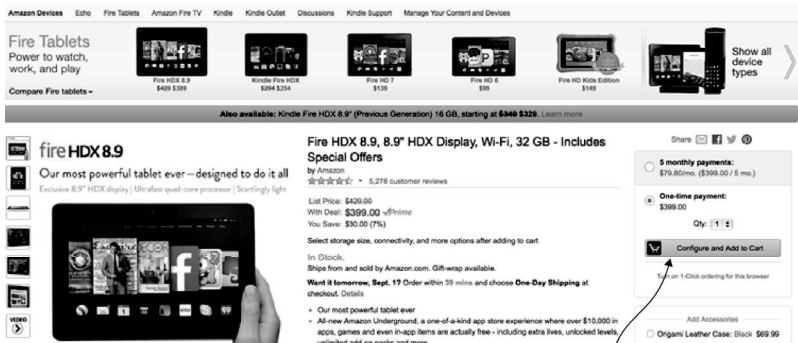 Amazon Devices Echo Fire Tablets Amazon Fire TV Kindle Kindle Outlet Discussions Kindle Support Manage Your Content and Devices
Fire Tablets
Power to watch,
work, and play
Compare Fire tablets
Fire HDX 8.9
$429 $399
Kindle Fire HDX
$294 $254
Fire HD 7
$139
Fire HD 6
$99
Fire HD Kids Edition
$149
Show all
device
types
Also available: Kindle Fire HDX 8.9" (Previous Generation) 16 GB, starting at $349 $329. Learn more
VIDEO
fire HDX 8.9
Our most powerful tablet ever—designed to do it all
Exclusive 8.9" HDX display | Ultrafast quad-core processor | Startlingly light
Fire HDX 8.9, 8.9" HDX Display, Wi-Fi, 32 GB - Includes
Special Offers
by Amazon
5,278 customer reviews
List Price: $429.00
With Deal: $399.00 Prime
You Save: $30.00 (7%)
Select storage size, connectivity, and more options after adding to cart
In Stock.
Ships from and sold by Amazon.com. Gift-wrap available.
Want it tomorrow, Sept. 17? Order within 39 mins and choose One-Day Shipping at
checkout. Details
• Our most powerful tablet ever
• All-new Amazon Underground, a one-of-a-kind app store experience where over $10,000 in
apps, games and even in-app items are actually free - including extra lives, unlocked levels,
unlimited add-on packs and more
Share
5 monthly payments:
$79.80/mo. ($399.00 / 5 mo.)
One-time payment:
$399.00
Qty: 1
Configure and Add to Cart
Turn on 1-Click ordering for this browser
Add Accessories
Origami Leather Case: Black $69.99